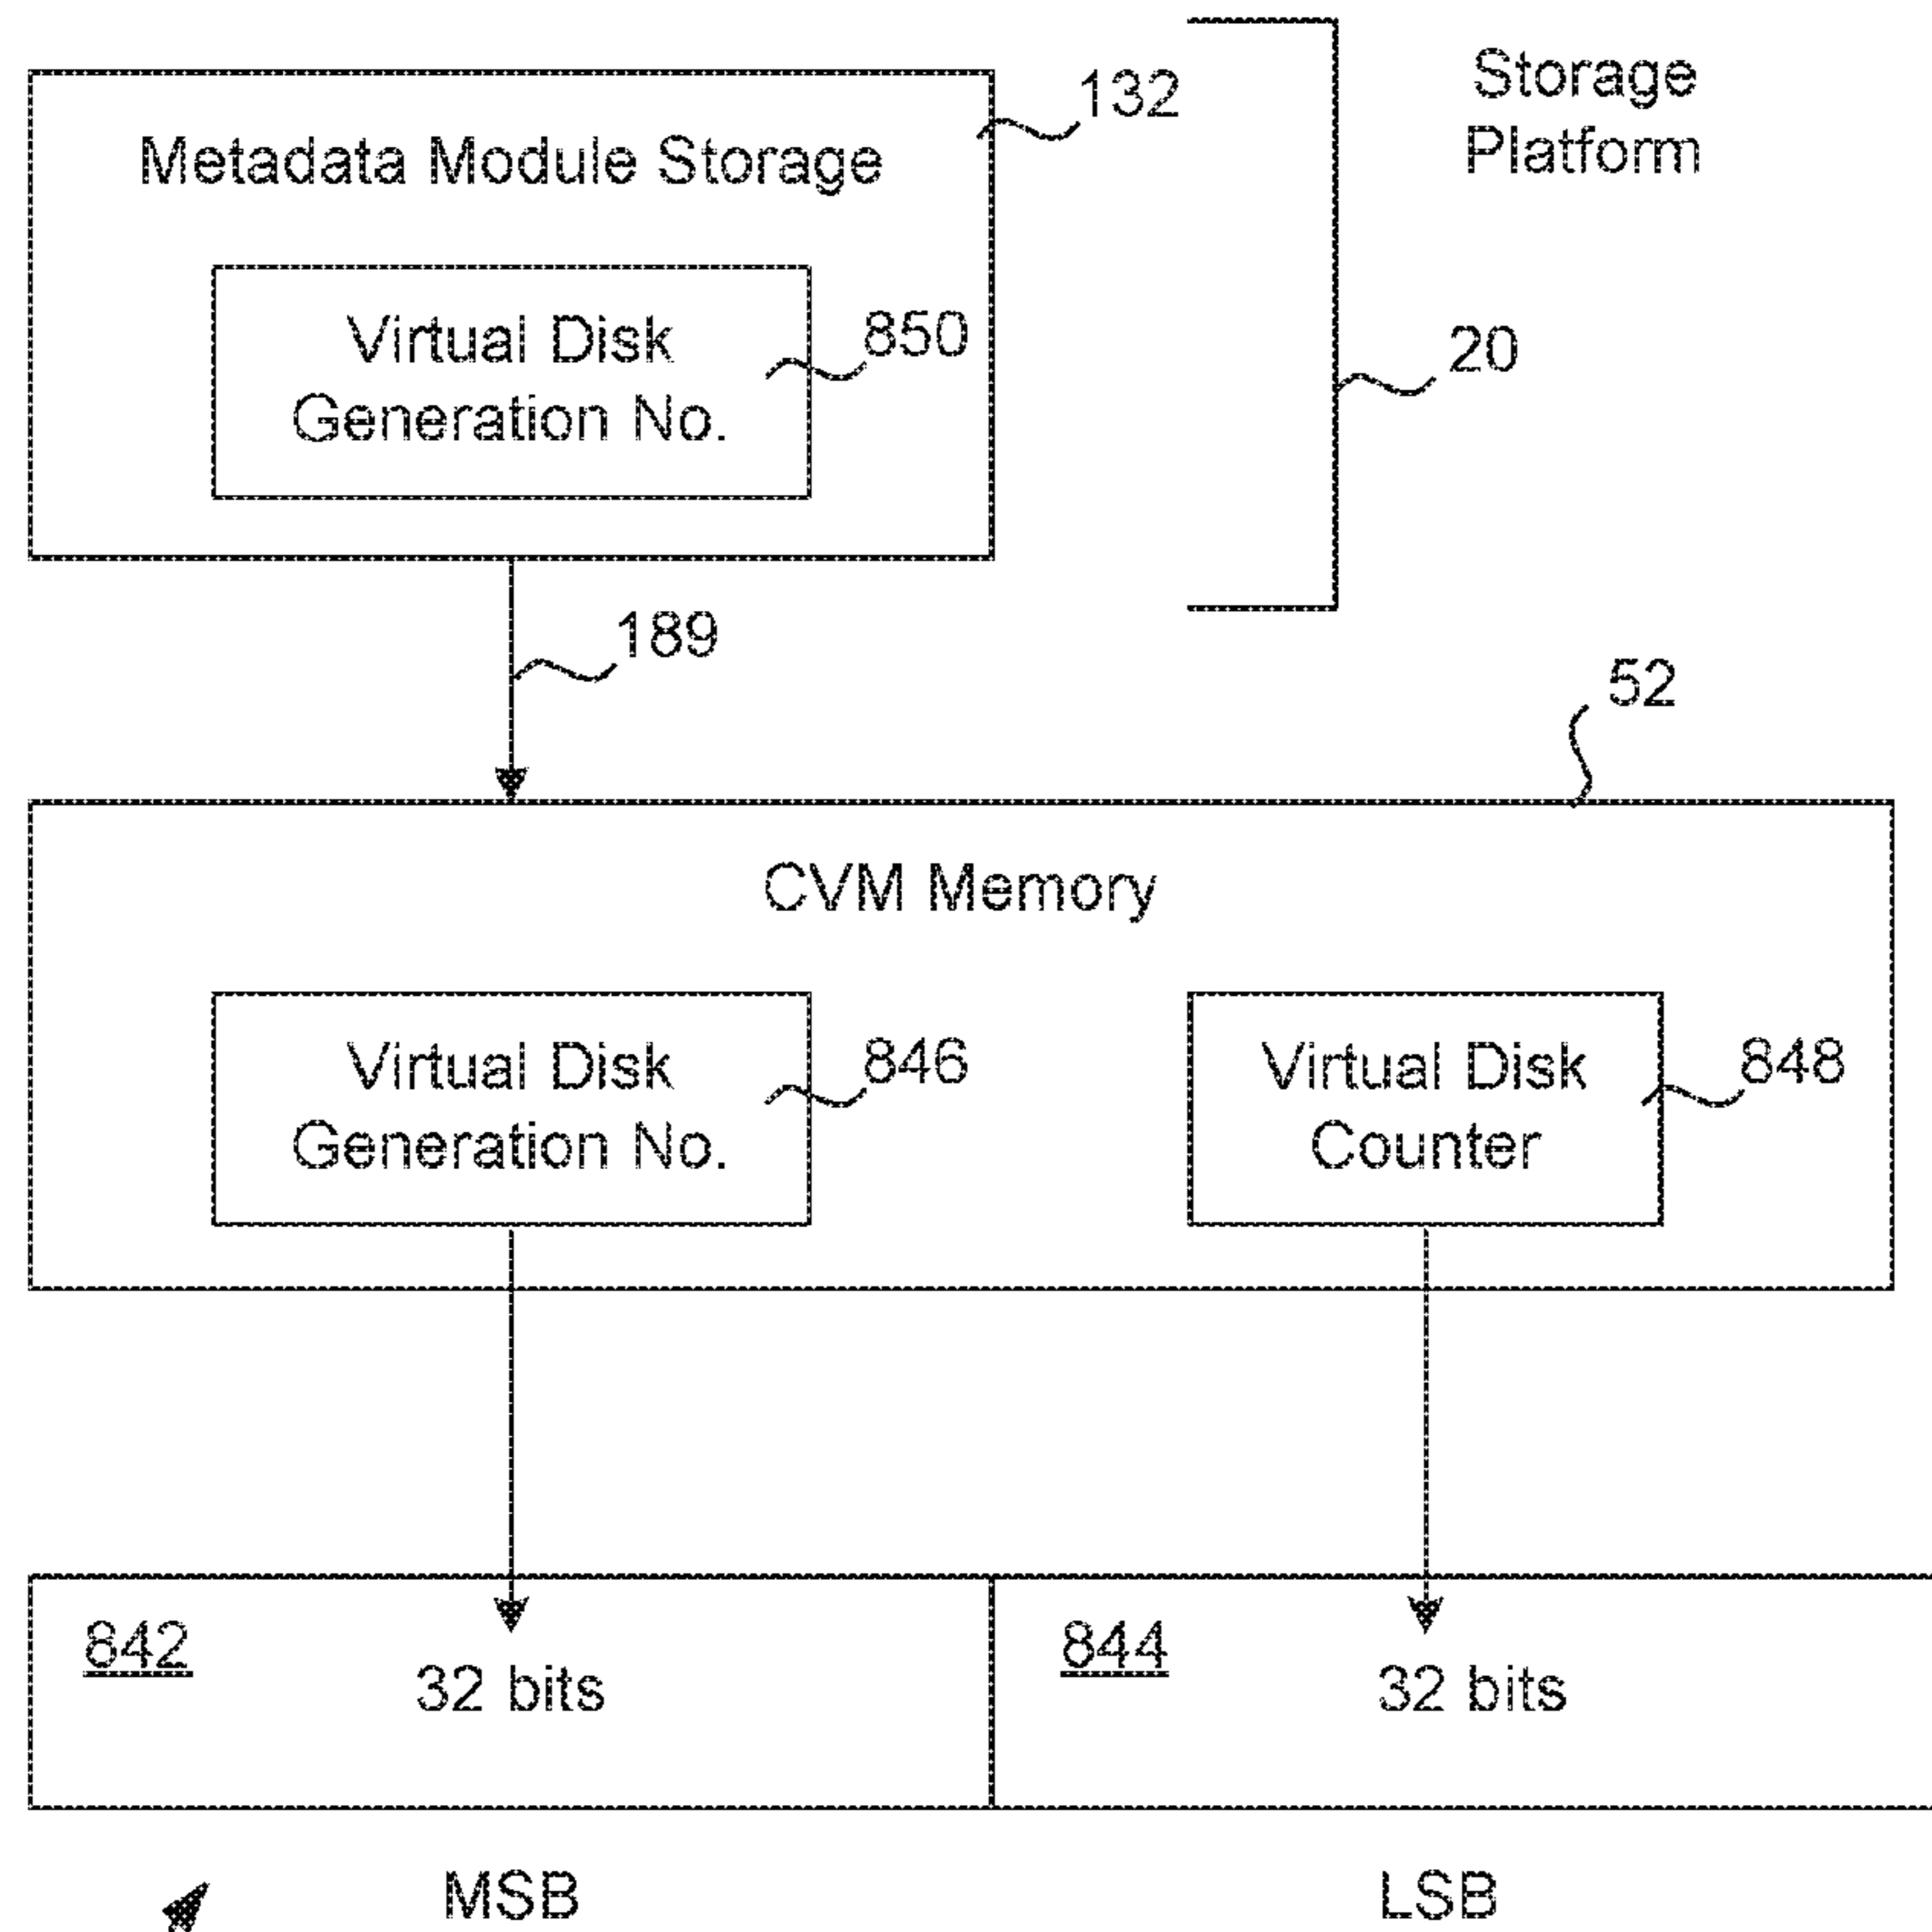 Storage
Platform
132
Metadata Module Storage
Virtual Disk
Generation No.
850
20
189
52
CVM Memory
Virtual Disk
Generation No.
846
Virtual Disk
Counter
848
842
32 bits
844
32 bits
MSB
LSB